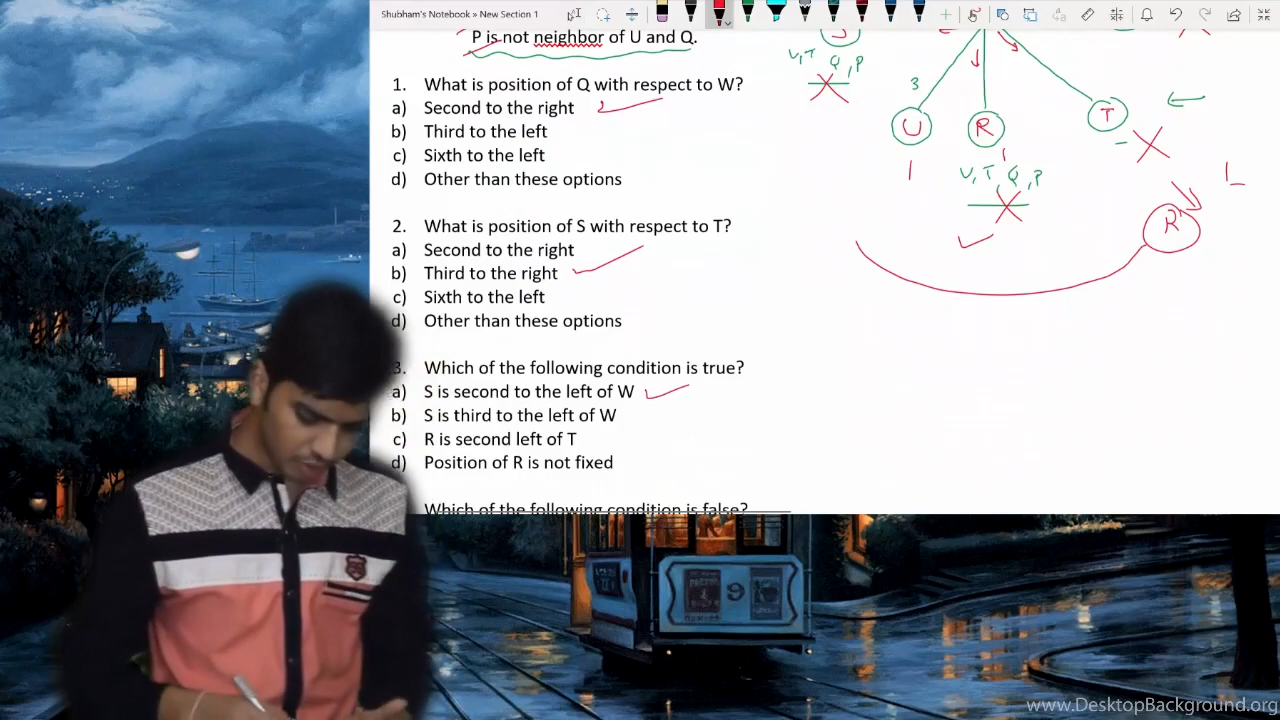 Shubham's Notebook » New Section 1
P is not neighbor of U and Q.
1. What is position of Q with respect to W?
a) Second to the right
b) Third to the left
c) Sixth to the left
d) Other than these options
2. What is position of S with respect to T?
a) Second to the right
b) Third to the right
c) Sixth to the left
d) Other than these options
3. Which of the following condition is true?
a) S is second to the left of W
b) S is third to the left of W
c) R is second left of T
d) Position of R is not fixed
Which of the following condition is false?
U, T Q, P
3
U
R
T
U, T, Q, P
R
9
www.DesktopBackground.org